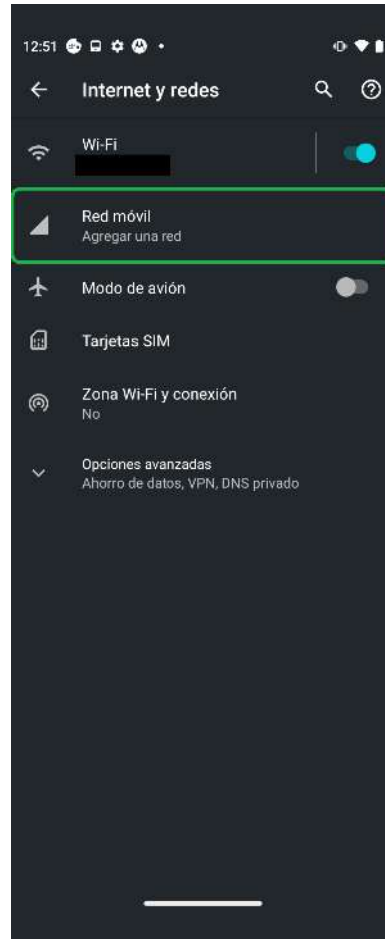 12:51
Internet y redes
Wi-Fi
Red móvil
Agregar una red
Modo de avión
Tarjetas SIM
Zona Wi-Fi y conexión
No
Opciones avanzadas
Ahorro de datos, VPN, DNS privado